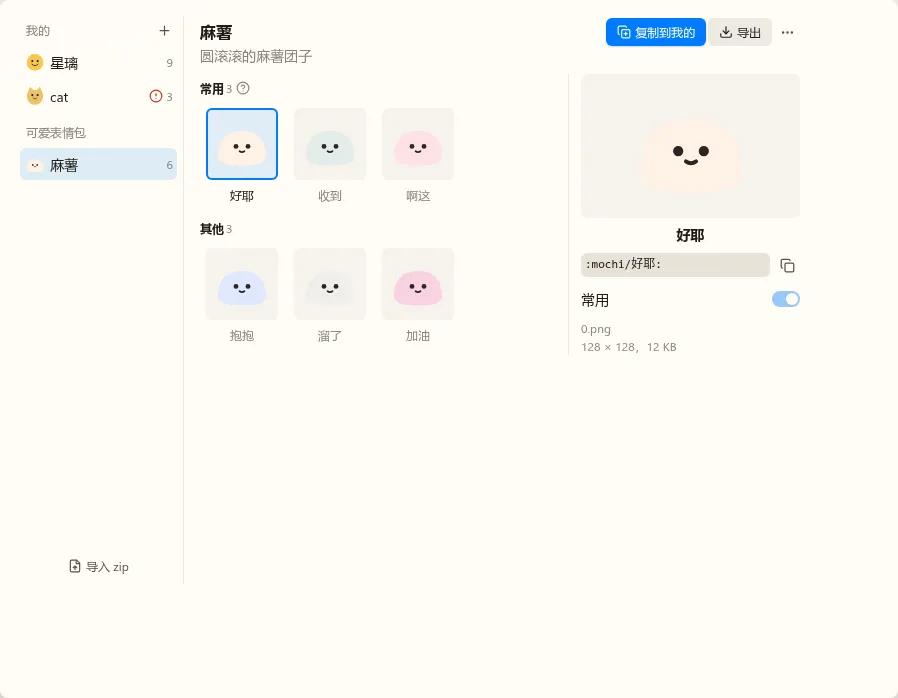 我的
星璃 9
cat 3
可爱表情包
麻薯 6
导入 zip
麻薯
圆滚滚的麻薯团子
复制到我的 导出
常用 3
好耶 收到 啊这
其他 3
抱抱 溜了 加油
好耶
:mochi/好耶:
常用
0.png
128 × 128，12 KB